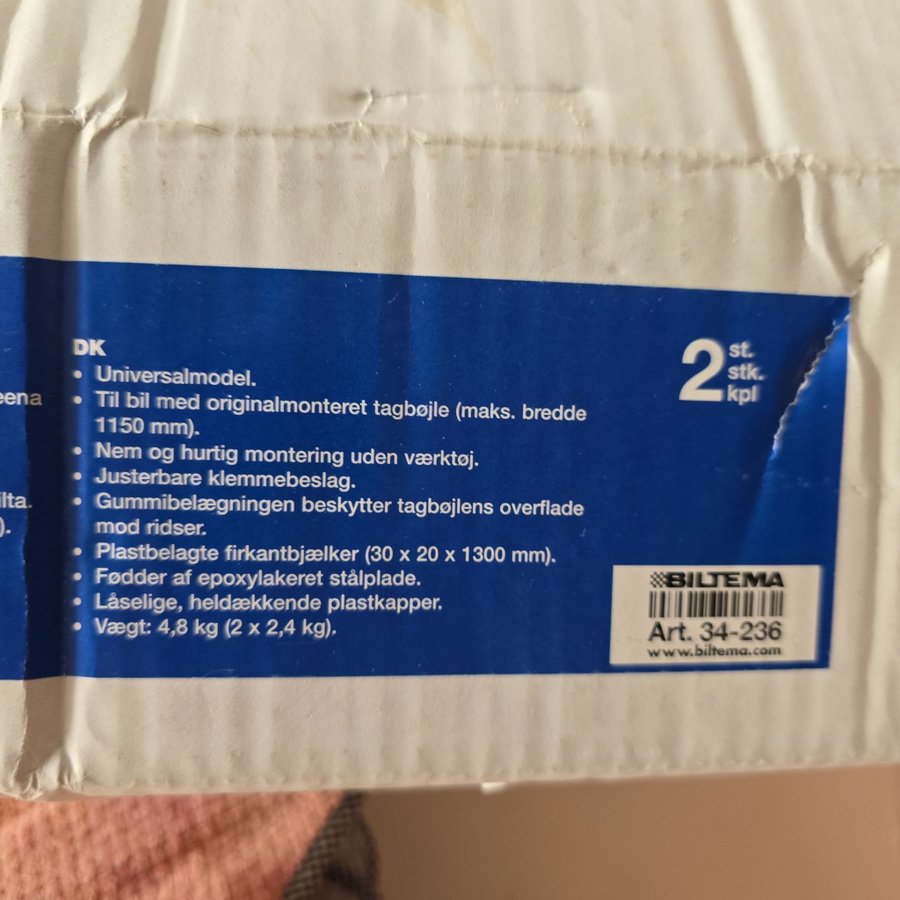 DK
• Universalmodel.
• Til bil med originalmonteret tagbøjle (maks. bredde
1150 mm).
• Nem og hurtig montering uden værktøj.
• Justerbare klemmebeslag.
• Gummibelægningen beskytter tagbøjlens overflade
mod ridser.
• Plastbelagte firkantbjælker (30 x 20 x 1300 mm).
• Fødder af epoxylakeret stålplade.
• Låselige, heldækkende plastkapper.
• Vægt: 4,8 kg (2 x 2,4 kg).
2 st.
stk.
kpl
BILTEMA
Art. 34-236
www.biltema.com